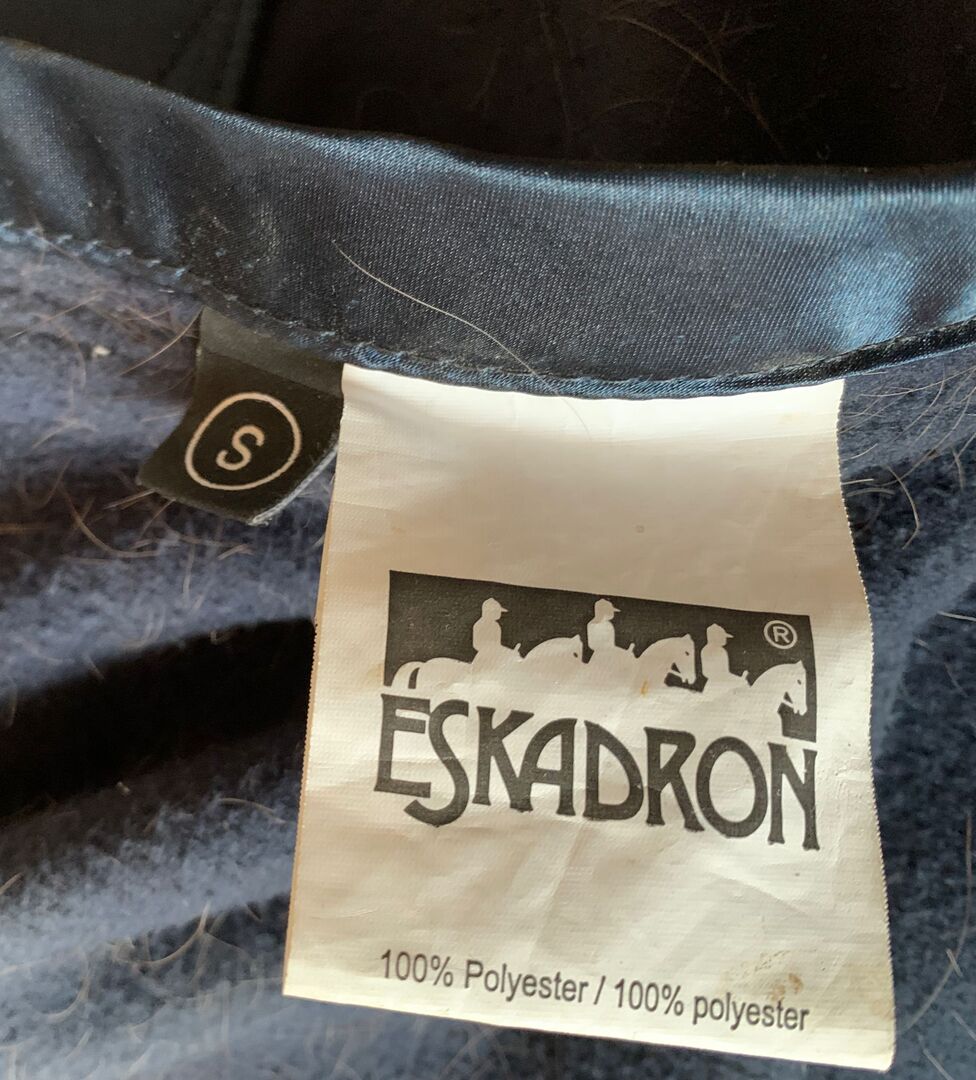 S
®
ESKADRON
100% Polyester / 100% polyester